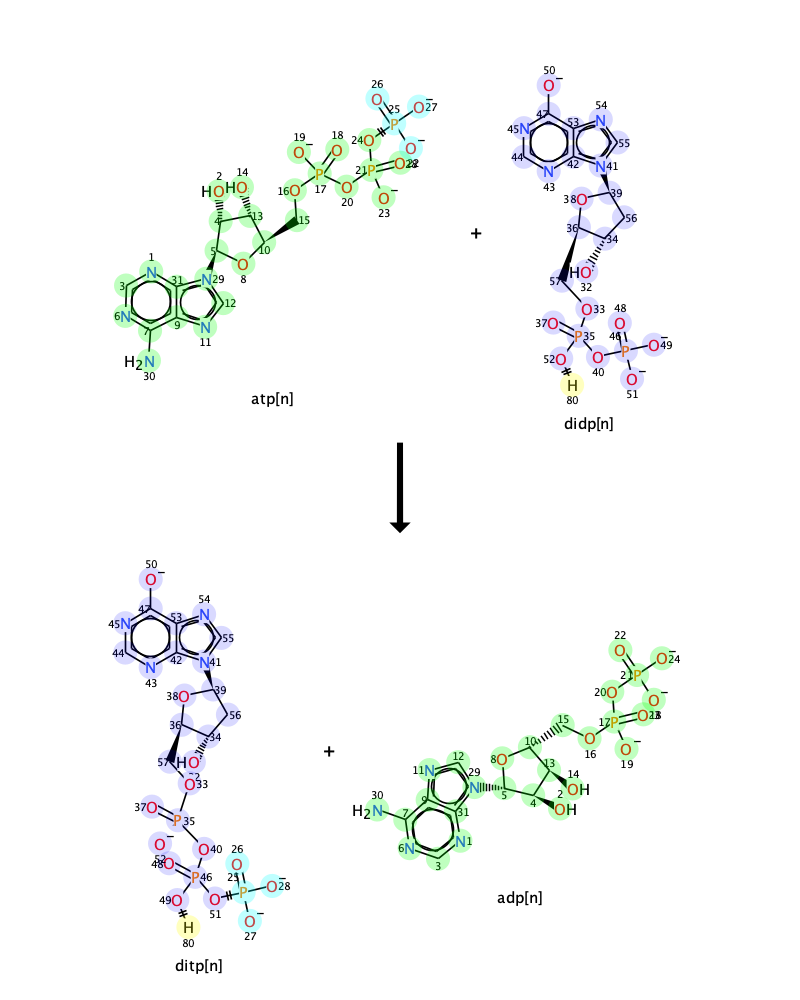 50
O−
26 O 25 P O− 27
47 53 54 N
45 N 55
44 42 N 41
N 43
19 O− 18 O 24 O O−
2 14
HO HO 17 P 21 P O 22
16 O O 20 O− 23
4 13 15
38 O 39
56
36 34
+
5 10
O 8
HO 32
57
1 N 31 N 29
3 12
6 N 9 N 11
7
O 33 48 O
37 O P 35 46 P O− 49
52 O O 40 O− 51
H2N 30
H 80
atp[n]
didp[n]
50
O−
47 53 54 N
45 N 55
44 42 N 41
N 43
38 O 39
56
36 34
57 HO 32
O 33
22 O 21 P O− 24
20 O O−
15 17 P O
O 16 O− 19
+
8 O 10 13 14 OH
12 11 N 29 N 5 4 2 OH
30 H2N 7 9 31
6 N N 1
3
37 O P 35
O− 52 O 40 26 O
48 O P 46 25 P O− 28
49 O O 51 O− 27
H 80
adp[n]
ditp[n]